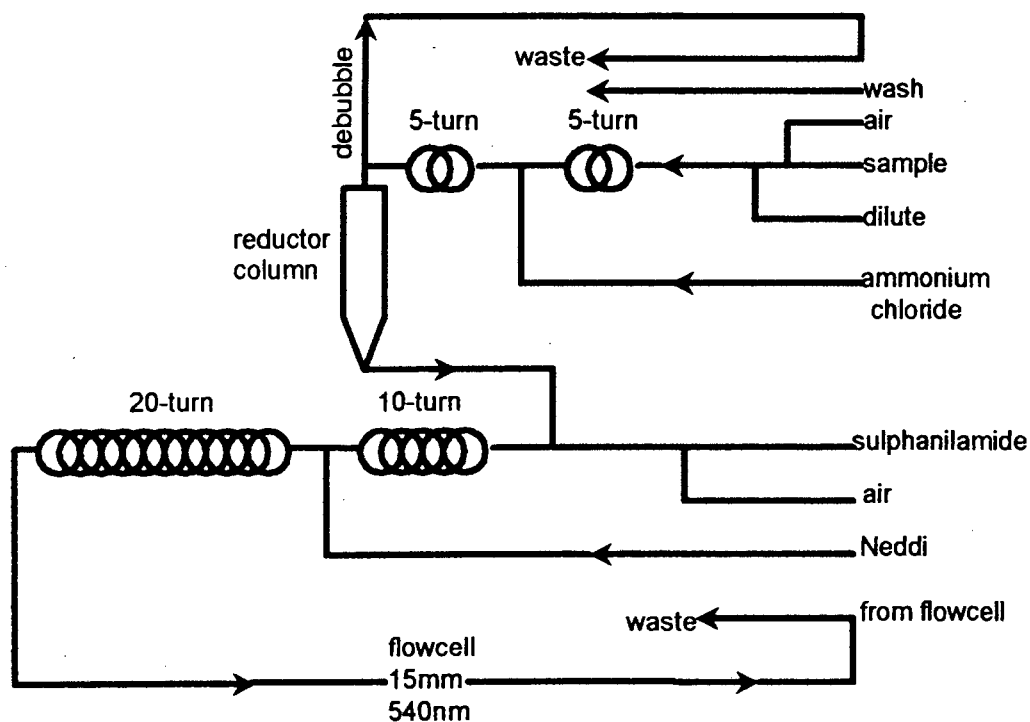 debubble
waste
wash
air
5-turn
5-turn
sample
dilute
reductor
column
ammonium
chloride
20-turn
10-turn
sulphanilamide
air
Neddi
from flowcell
waste
flowcell
15mm
540nm